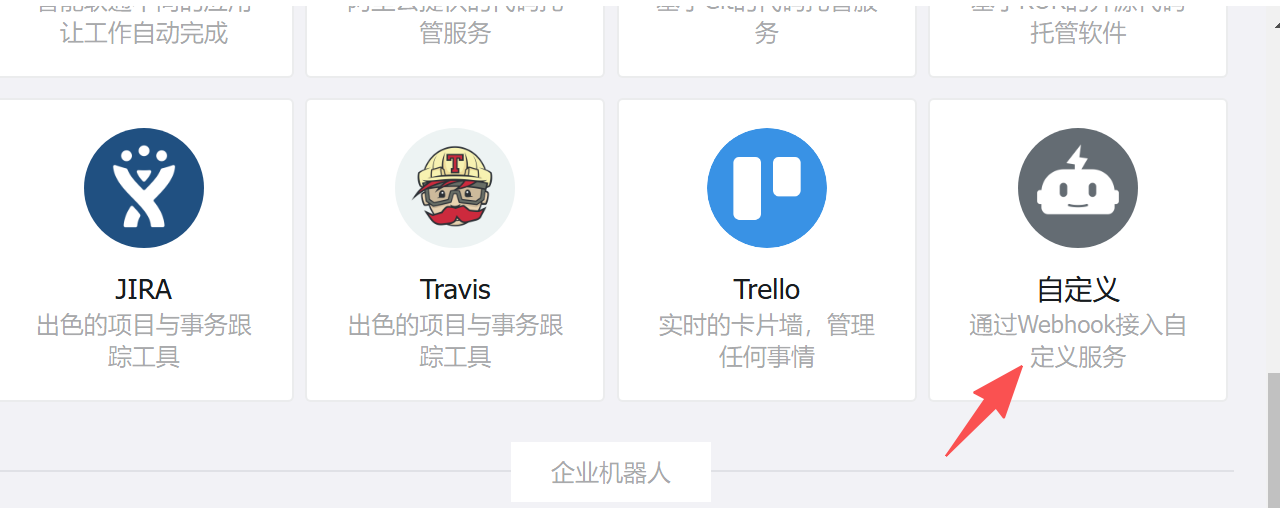 让工作自动完成
管服务
务
托管软件
JIRA
出色的项目与事务跟
踪工具
Travis
出色的项目与事务跟
踪工具
Trello
实时的卡片墙，管理
任何事情
自定义
通过Webhook接入自
定义服务
企业机器人